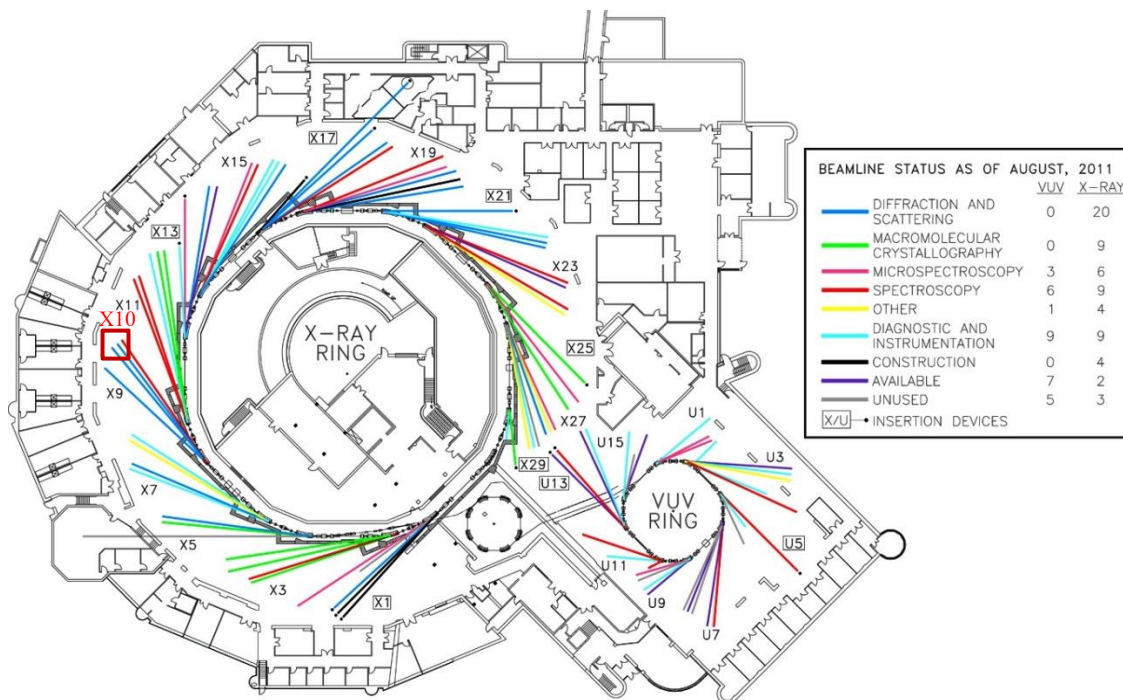 X17
X19
X15
X21
X13
X23
X11
X10
X-RAY
RING
X25
X9
X27
U1
U15
X29
U13
U3
X7
VUV
RING
X5
U5
U11
X3
U9
X1
U7
BEAMLINE STATUS AS OF AUGUST, 2011
VUV X-RAY
DIFFRACTION AND
SCATTERING 0 20
MACROMOLECULAR
CRYSTALLOGRAPHY 0 9
MICROSPECTROSCOPY 3 6
SPECTROSCOPY 6 9
OTHER 1 4
DIAGNOSTIC AND
INSTRUMENTATION 9 9
CONSTRUCTION 0 4
AVAILABLE 7 2
UNUSED 5 3
X/U INSERTION DEVICES